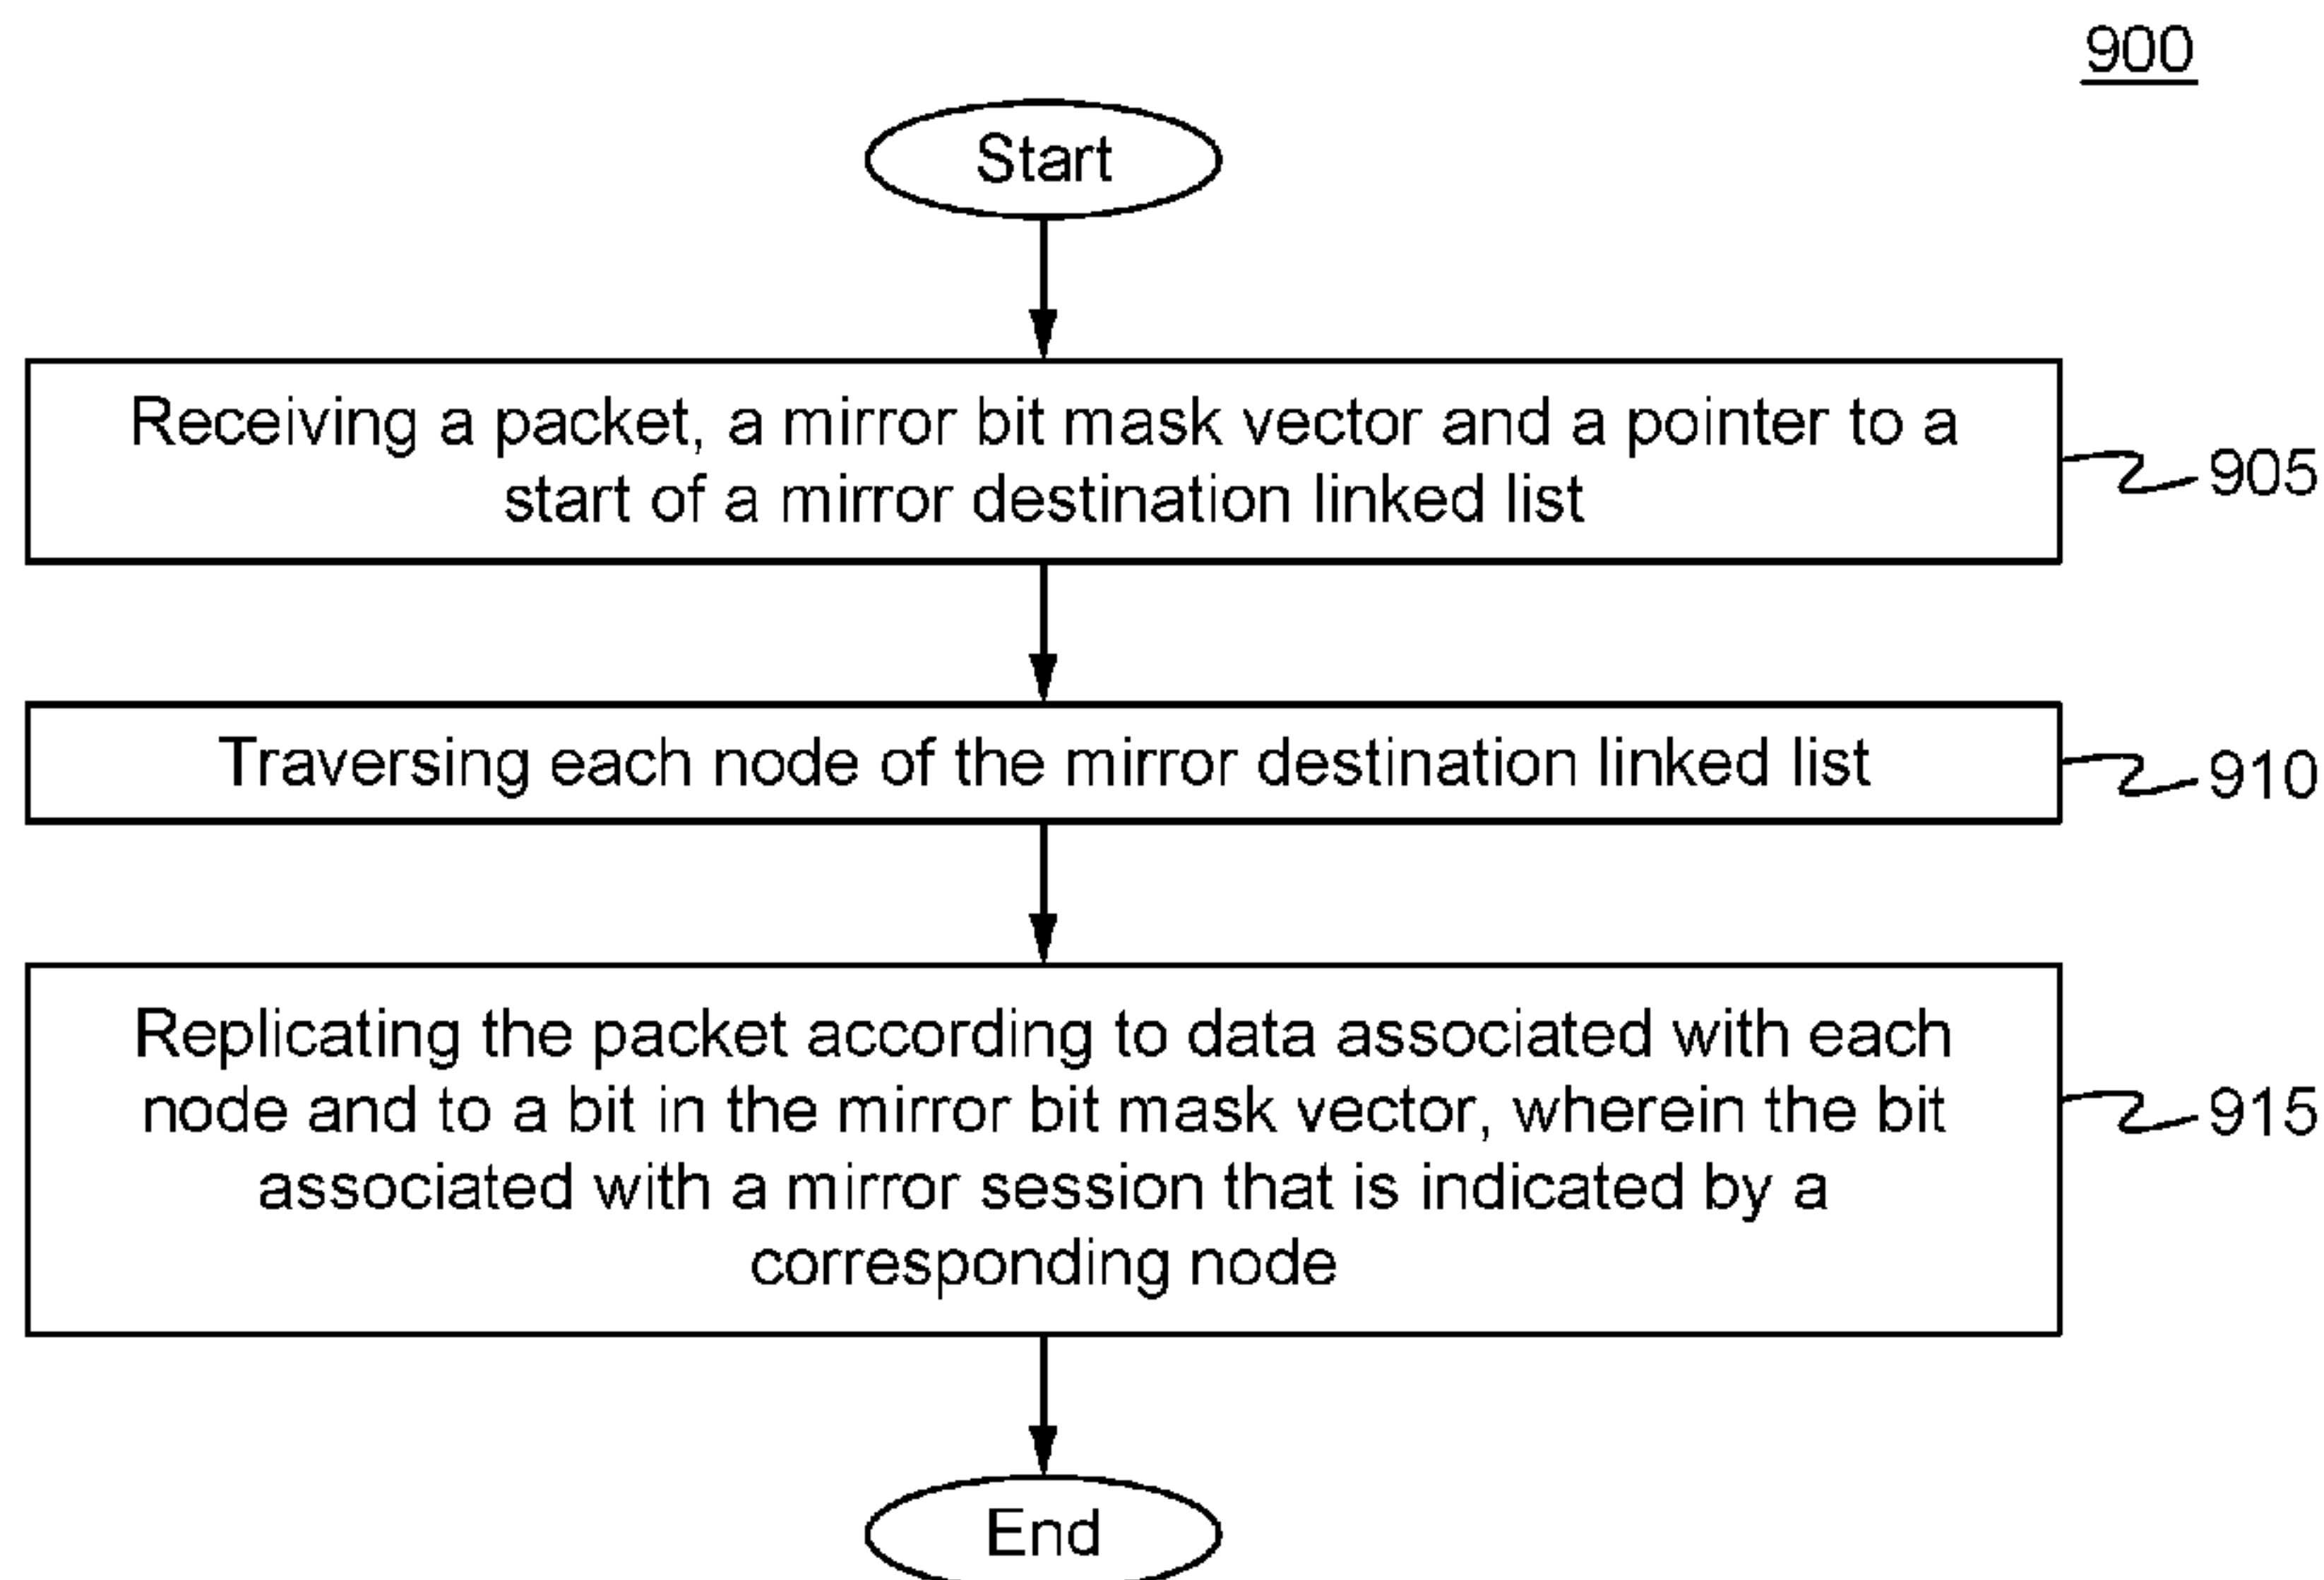 900
Start
Receiving a packet, a mirror bit mask vector and a pointer to a
start of a mirror destination linked list
905
Traversing each node of the mirror destination linked list
910
Replicating the packet according to data associated with each
node and to a bit in the mirror bit mask vector, wherein the bit
associated with a mirror session that is indicated by a
corresponding node
915
End